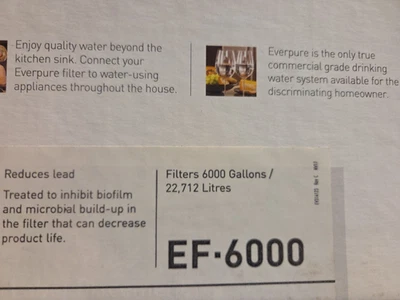 Enjoy quality water beyond the
kitchen sink. Connect your
Everpure filter to water-using
appliances throughout the house.
Everpure is the only true
commercial grade drinking
water system available for the
discriminating homeowner.
Reduces lead
Treated to inhibit biofilm
and microbial build-up in
the filter that can decrease
product life.
Filters 6000 Gallons /
22,712 Litres
EF-6000